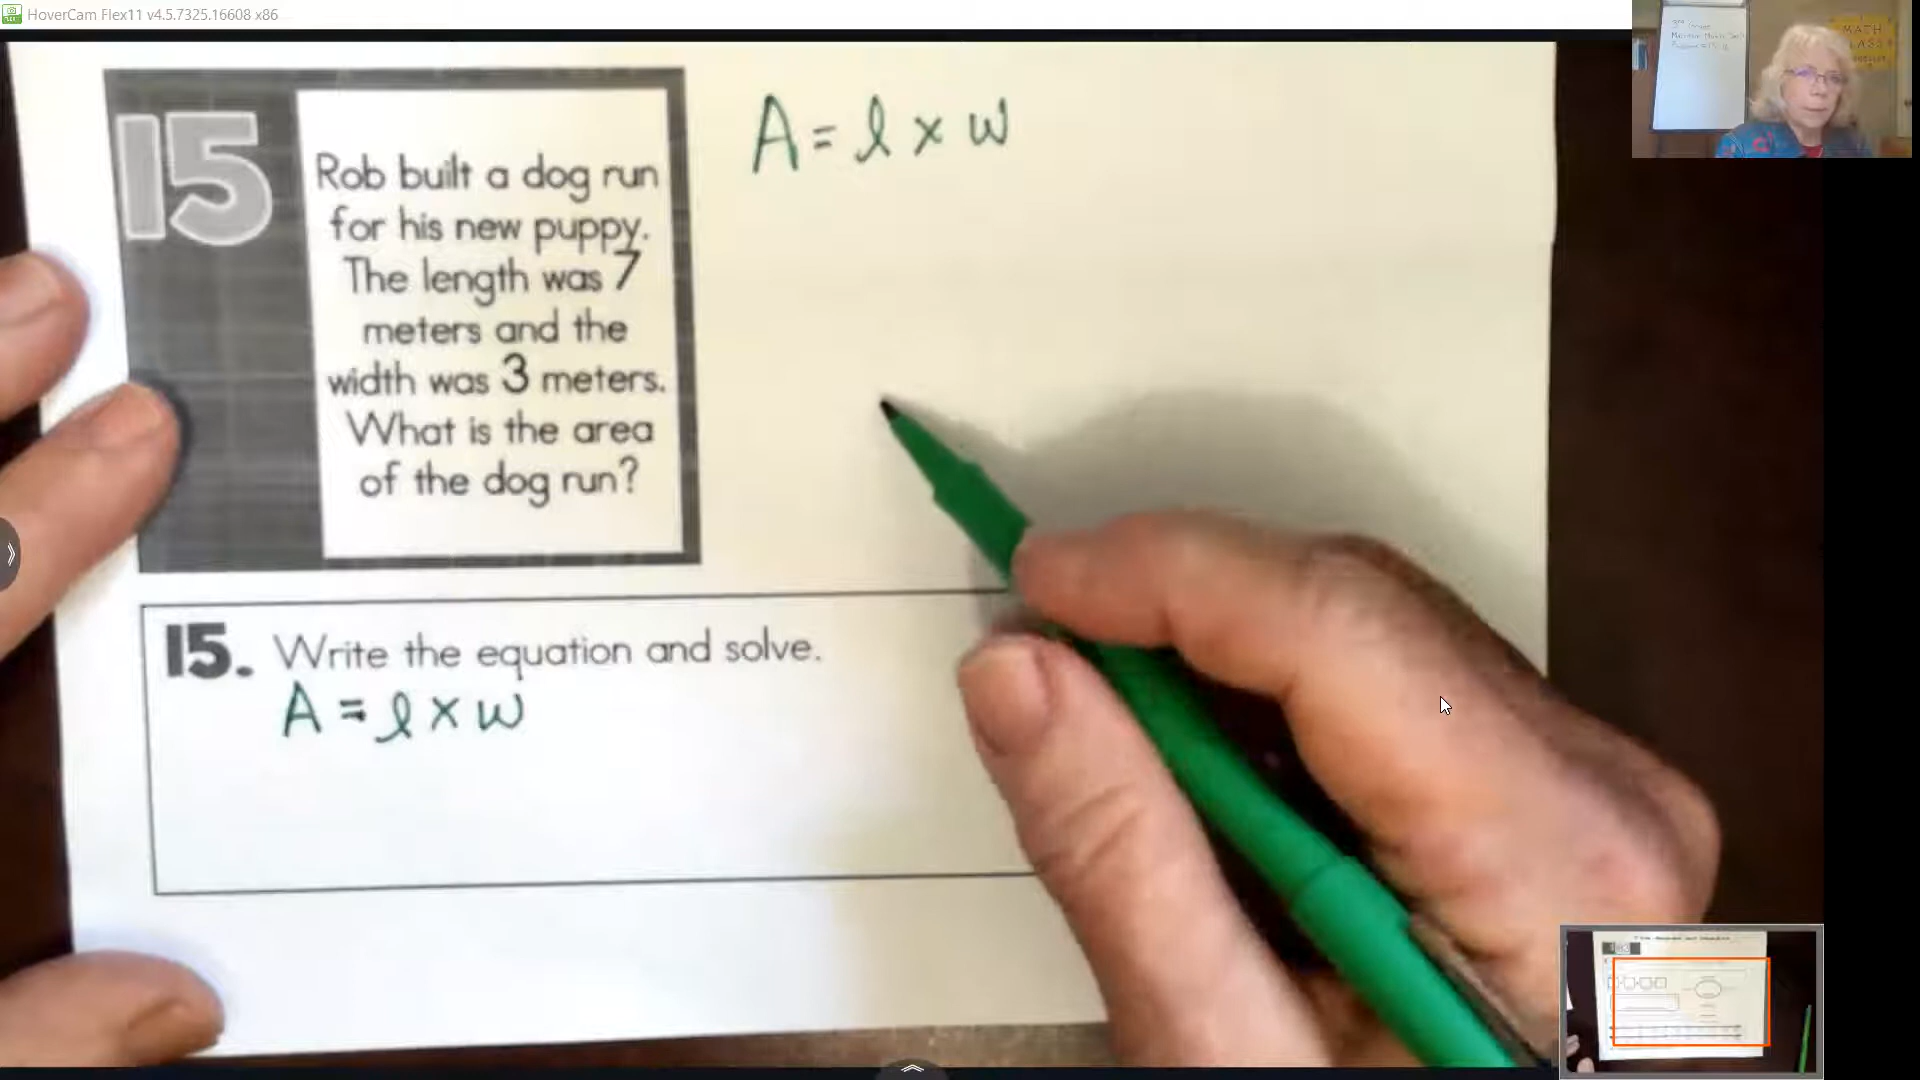 HoverCam Flex11 v4.5.7325.16608 x86
MATH
15
Rob built a dog run
for his new puppy.
The length was 7
meters and the
width was 3 meters.
What is the area
of the dog run?
A = l x w
15. Write the equation and solve.
A = l x w